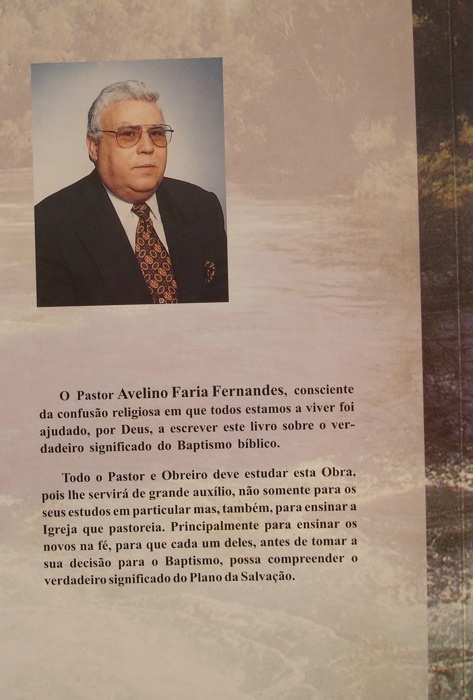 O Pastor Avelino Faria Fernandes, consciente
da confusão religiosa em que todos estamos a viver foi
ajudado, por Deus, a escrever este livro sobre o ver-
dadeiro significado do Baptismo bíblico.
Todo o Pastor e Obreiro deve estudar esta Obra,
pois lhe servirá de grande auxílio, não somente para os
seus estudos em particular mas, também, para ensinar a
Igreja que pastoreia. Principalmente para ensinar os
novos na fé, para que cada um deles, antes de tomar a
sua decisão para o Baptismo, possa compreender o
verdadeiro significado do Plano da Salvação.